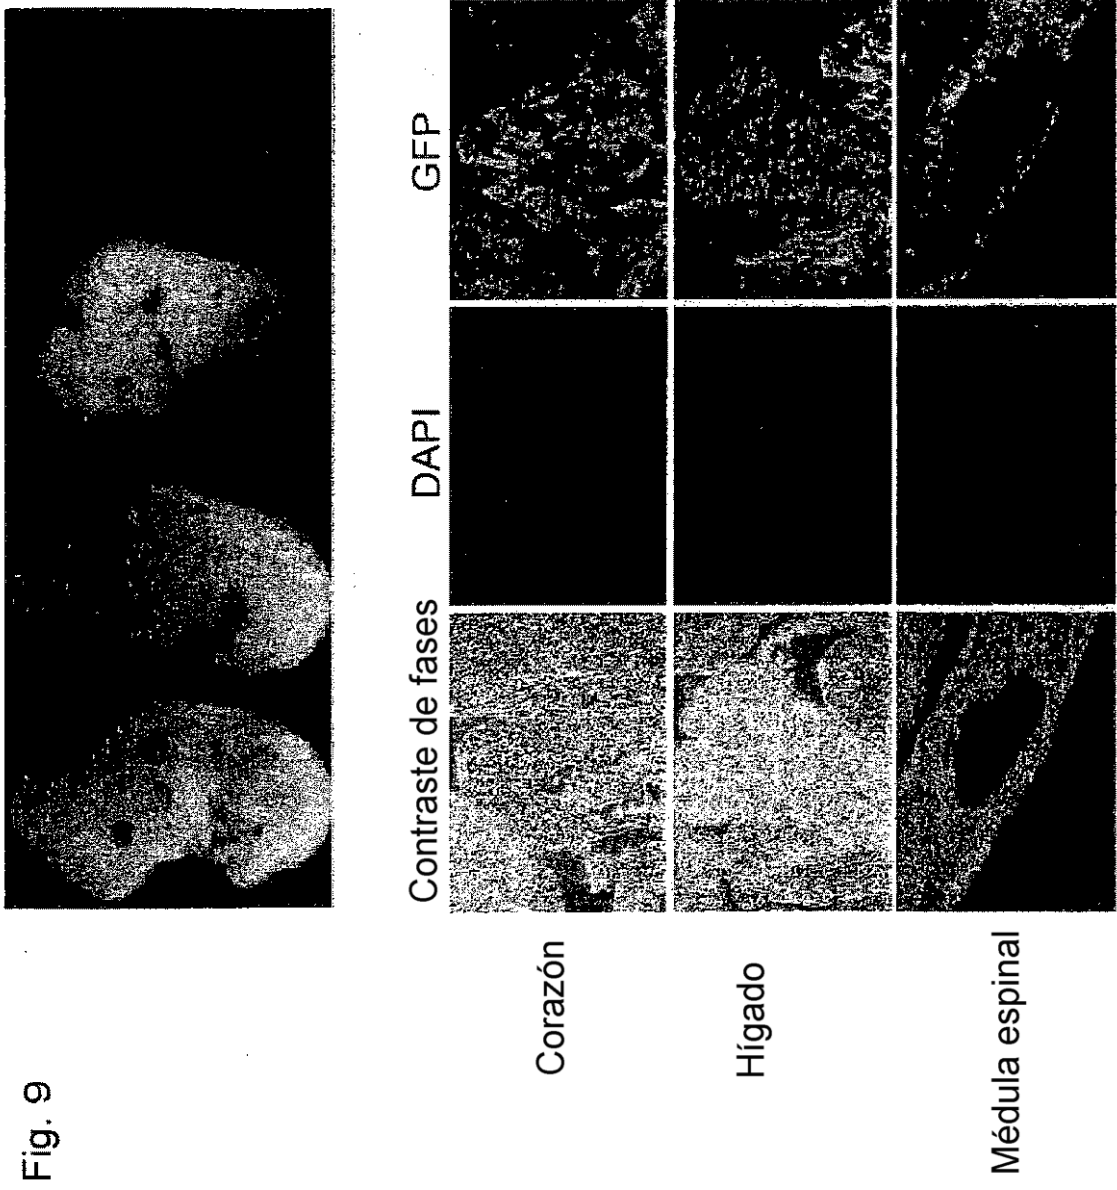 Fig. 9
Contraste de fases
DAPI
GFP
Corazón
Hígado
Médula espinal